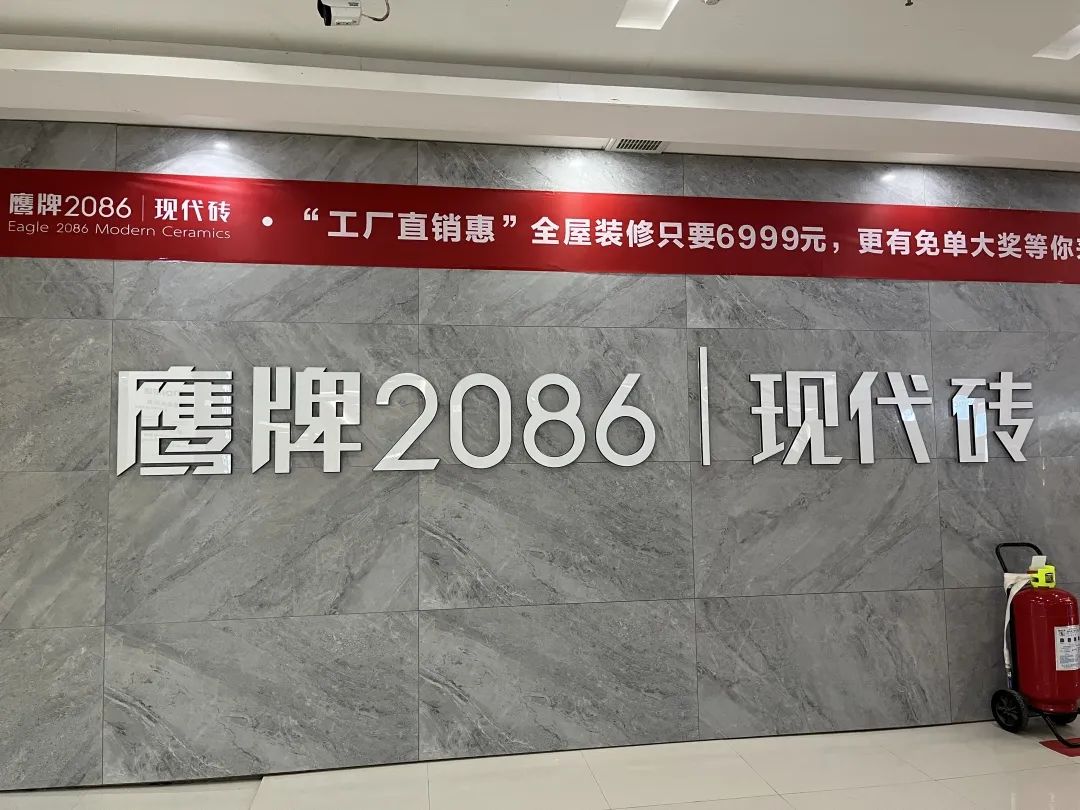 鹰牌2086|现代砖
Eagle 2086 Modern Ceramics
·“工厂直销惠”全屋装修只要6999元，更有免单大奖等你
鹰牌2086|现代砖